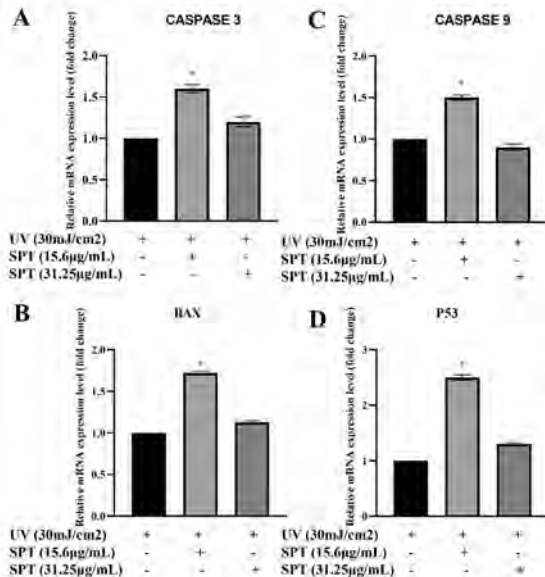 A
CASPASE 3
Relative mRNA expression level (fold change)
2.0
1.5
1.0
0.5
0.0
*
UV (30mJ/cm2) + + +
SPT (15.6µg/mL) - + -
SPT (31.25µg/mL) - - +
C
CASPASE 9
Relative mRNA expression level (fold change)
2.0
1.5
1.0
0.5
0.0
*
UV (30mJ/cm2) + + +
SPT (15.6µg/mL) - + -
SPT (31.25µg/mL) - - +
B
BAX
Relative mRNA expression level (fold change)
2.0
1.5
1.0
0.5
0.0
*
UV (30mJ/cm2) + + +
SPT (15.6µg/mL) - + -
SPT (31.25µg/mL) - - +
D
P53
Relative mRNA expression level (fold change)
3
2
1
0
*
UV (30mJ/cm2) + + +
SPT (15.6µg/mL) - + -
SPT (31.25µg/mL) - - +